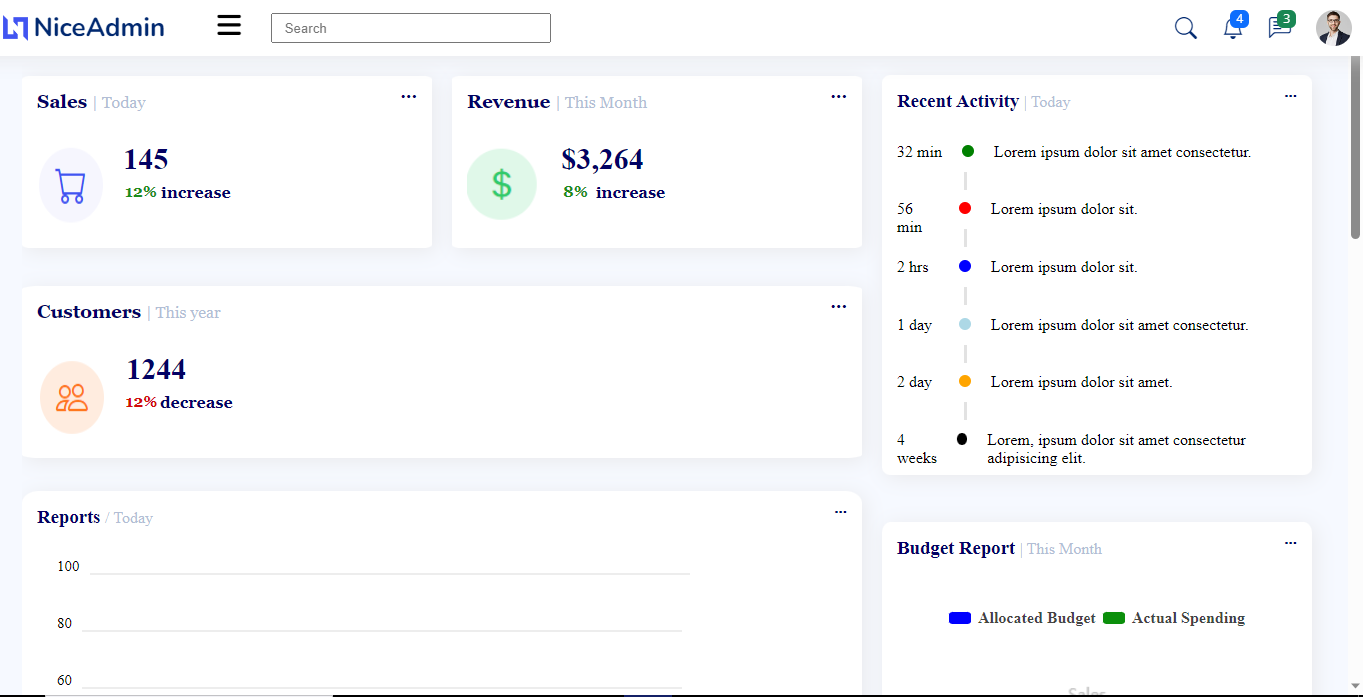 NiceAdmin
Search
4
3
Sales | Today
...
145
12% increase
Revenue | This Month
...
$3,264
8% increase
Customers | This year
...
1244
12% decrease
Reports / Today
...
100
80
60
Recent Activity | Today
...
32 min Lorem ipsum dolor sit amet consectetur.
56 Lorem ipsum dolor sit.
min
2 hrs Lorem ipsum dolor sit.
1 day Lorem ipsum dolor sit amet consectetur.
2 day Lorem ipsum dolor sit amet.
4 Lorem, ipsum dolor sit amet consectetur
weeks adipisicing elit.
Budget Report | This Month
...
Allocated Budget Actual Spending
Sales